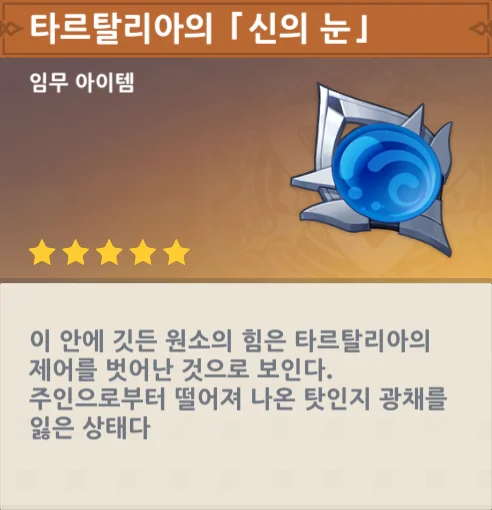 타르탈리아의 「신의 눈」
임무 아이템
이 안에 깃든 원소의 힘은 타르탈리아의
제어를 벗어난 것으로 보인다.
주인으로부터 떨어져 나온 탓인지 광채를
잃은 상태다